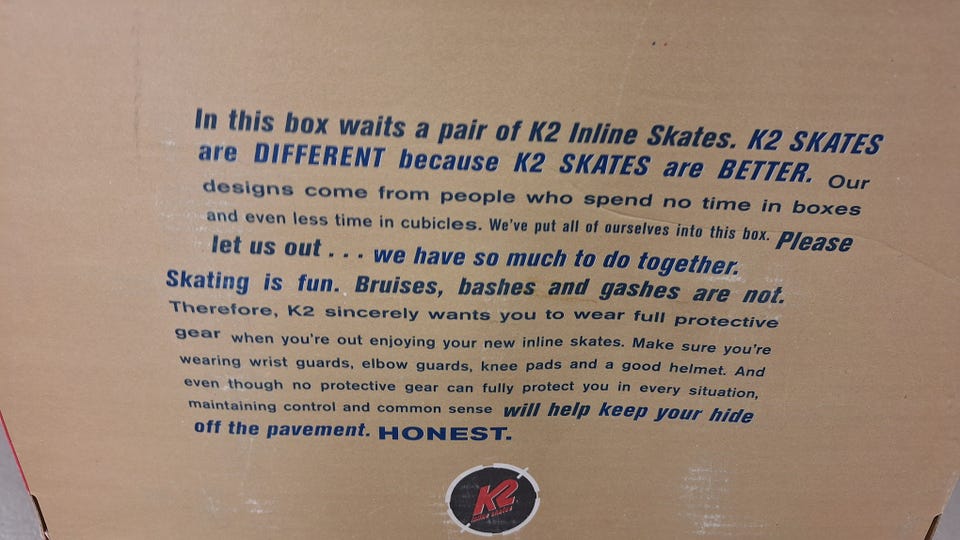 In this box waits a pair of K2 Inline Skates. K2 SKATES
are DIFFERENT because K2 SKATES are BETTER. Our
designs come from people who spend no time in boxes
and even less time in cubicles. We've put all of ourselves into this box. Please
let us out . . . we have so much to do together.
Skating is fun. Bruises, bashes and gashes are not.
Therefore, K2 sincerely wants you to wear full protective
gear when you're out enjoying your new inline skates. Make sure you're
wearing wrist guards, elbow guards, knee pads and a good helmet. And
even though no protective gear can fully protect you in every situation,
maintaining control and common sense will help keep your hide
off the pavement. HONEST.
K2
inline skates